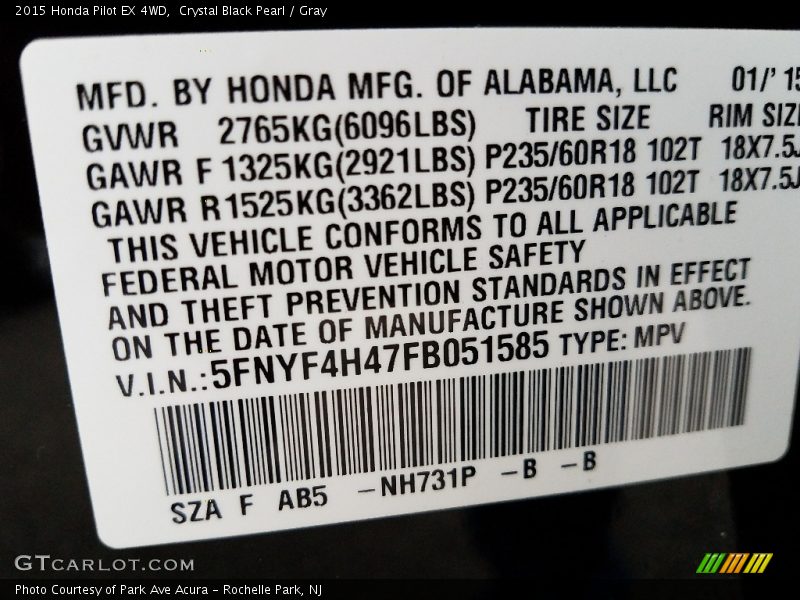 2015 Honda Pilot EX 4WD,  Crystal Black Pearl / Gray
MFD. BY HONDA MFG. OF ALABAMA, LLC 01/' 15
GVWR 2765KG(6096LBS) TIRE SIZE RIM SIZE
GAWR F 1325KG(2921LBS) P235/60R18 102T 18X7.5J
GAWR R 1525KG(3362LBS) P235/60R18 102T 18X7.5J
THIS VEHICLE CONFORMS TO ALL APPLICABLE
FEDERAL MOTOR VEHICLE SAFETY
AND THEFT PREVENTION STANDARDS IN EFFECT
ON THE DATE OF MANUFACTURE SHOWN ABOVE.
V.I.N.:5FNYF4H47FB051585 TYPE: MPV
SZA F AB5 –NH731P –B –B
GTCARLOT.COM
Photo Courtesy of Park Ave Acura – Rochelle Park, NJ